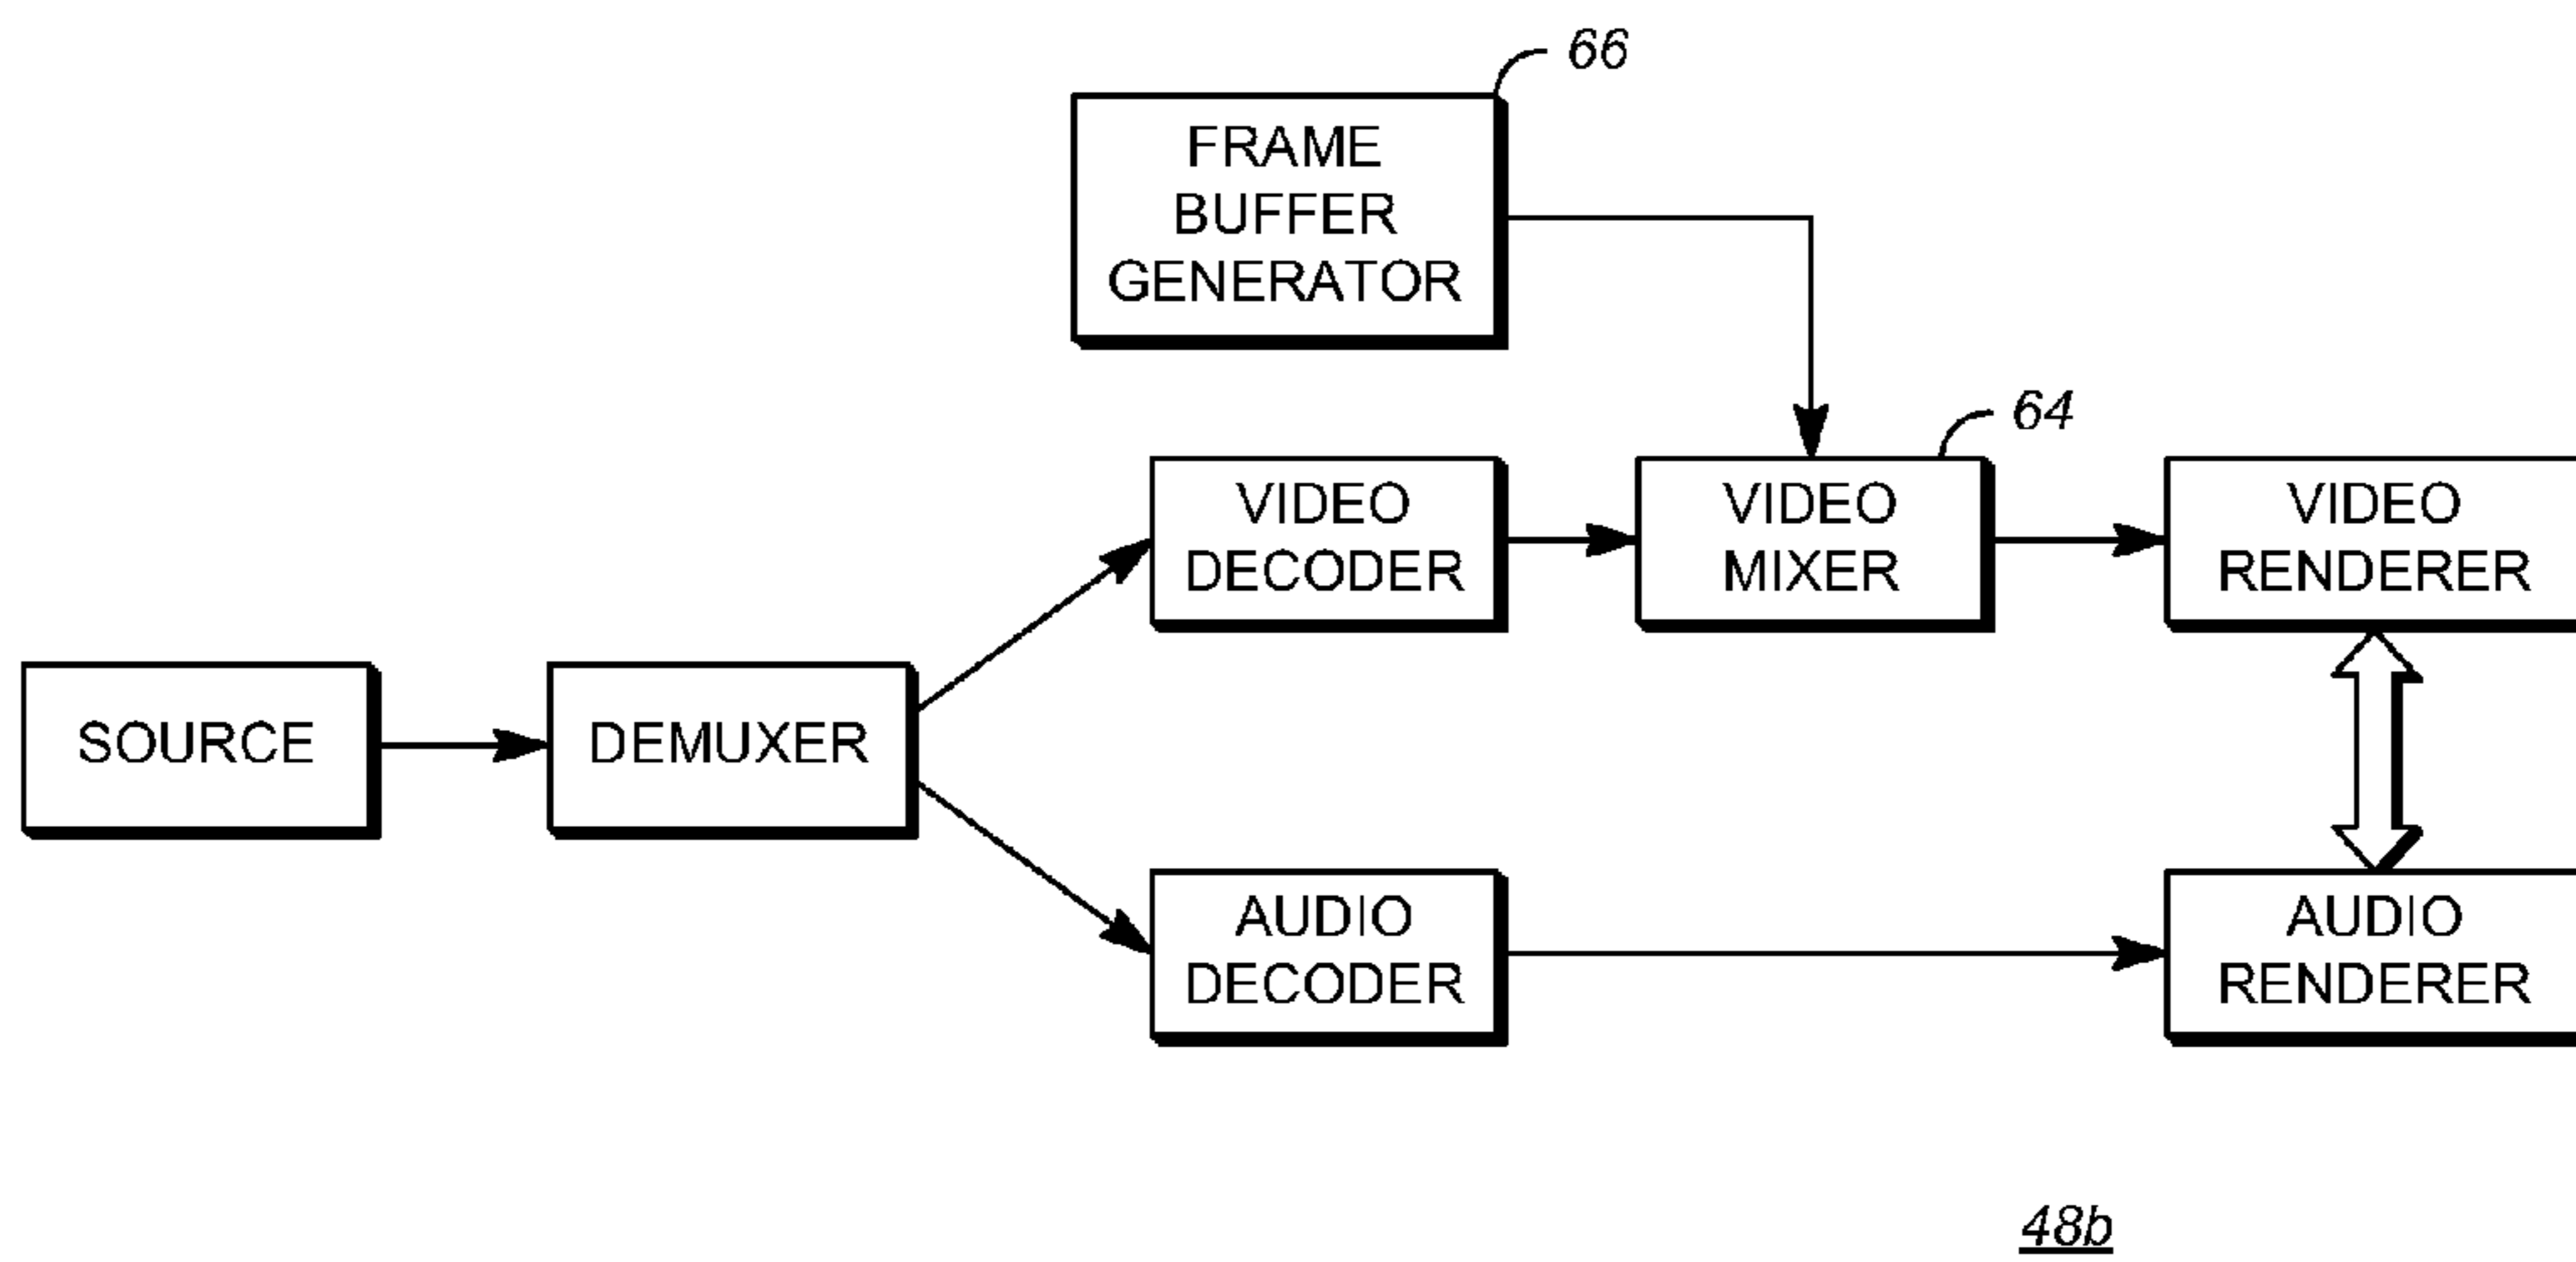 66
FRAME
BUFFER
GENERATOR
64
VIDEO
DECODER
VIDEO
MIXER
VIDEO
RENDERER
SOURCE
DEMUXER
AUDIO
DECODER
AUDIO
RENDERER
48b